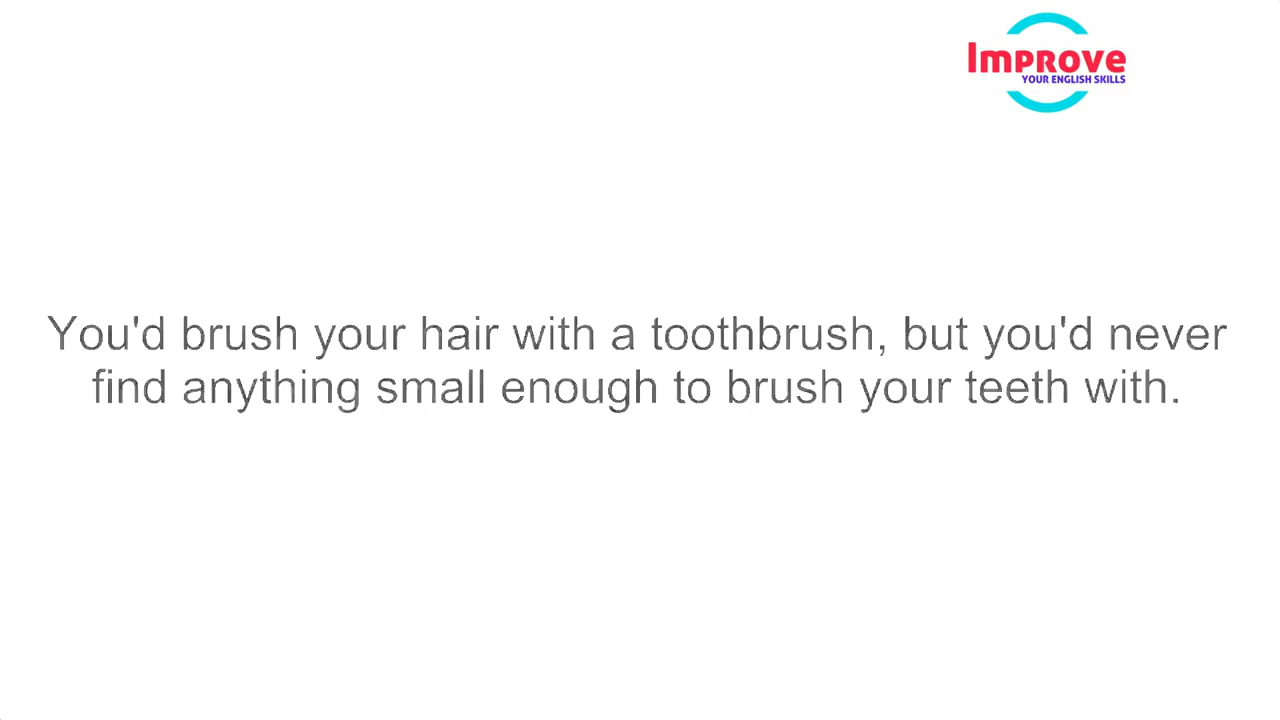 Improve
YOUR ENGLISH SKILLS
You'd brush your hair with a toothbrush, but you'd never
find anything small enough to brush your teeth with.